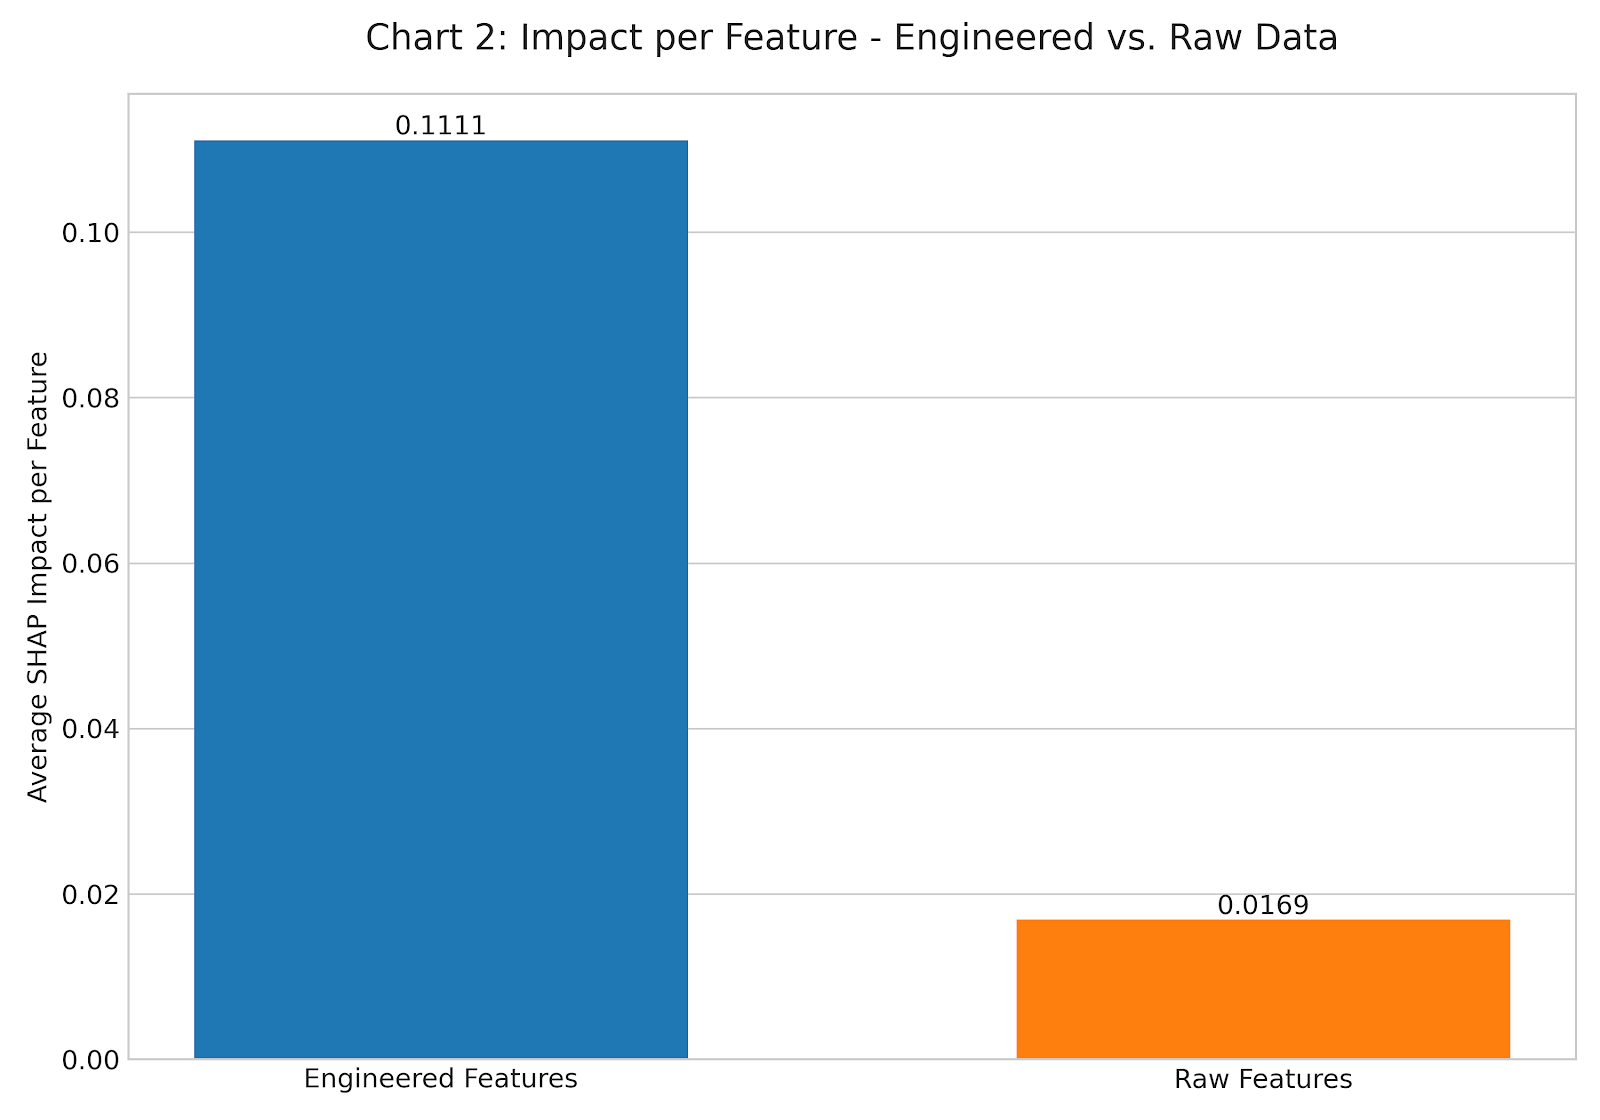 Chart 2: Impact per Feature - Engineered vs. Raw Data
Average SHAP Impact per Feature
0.10
0.08
0.06
0.04
0.02
0.00
0.1111
0.0169
Engineered Features
Raw Features